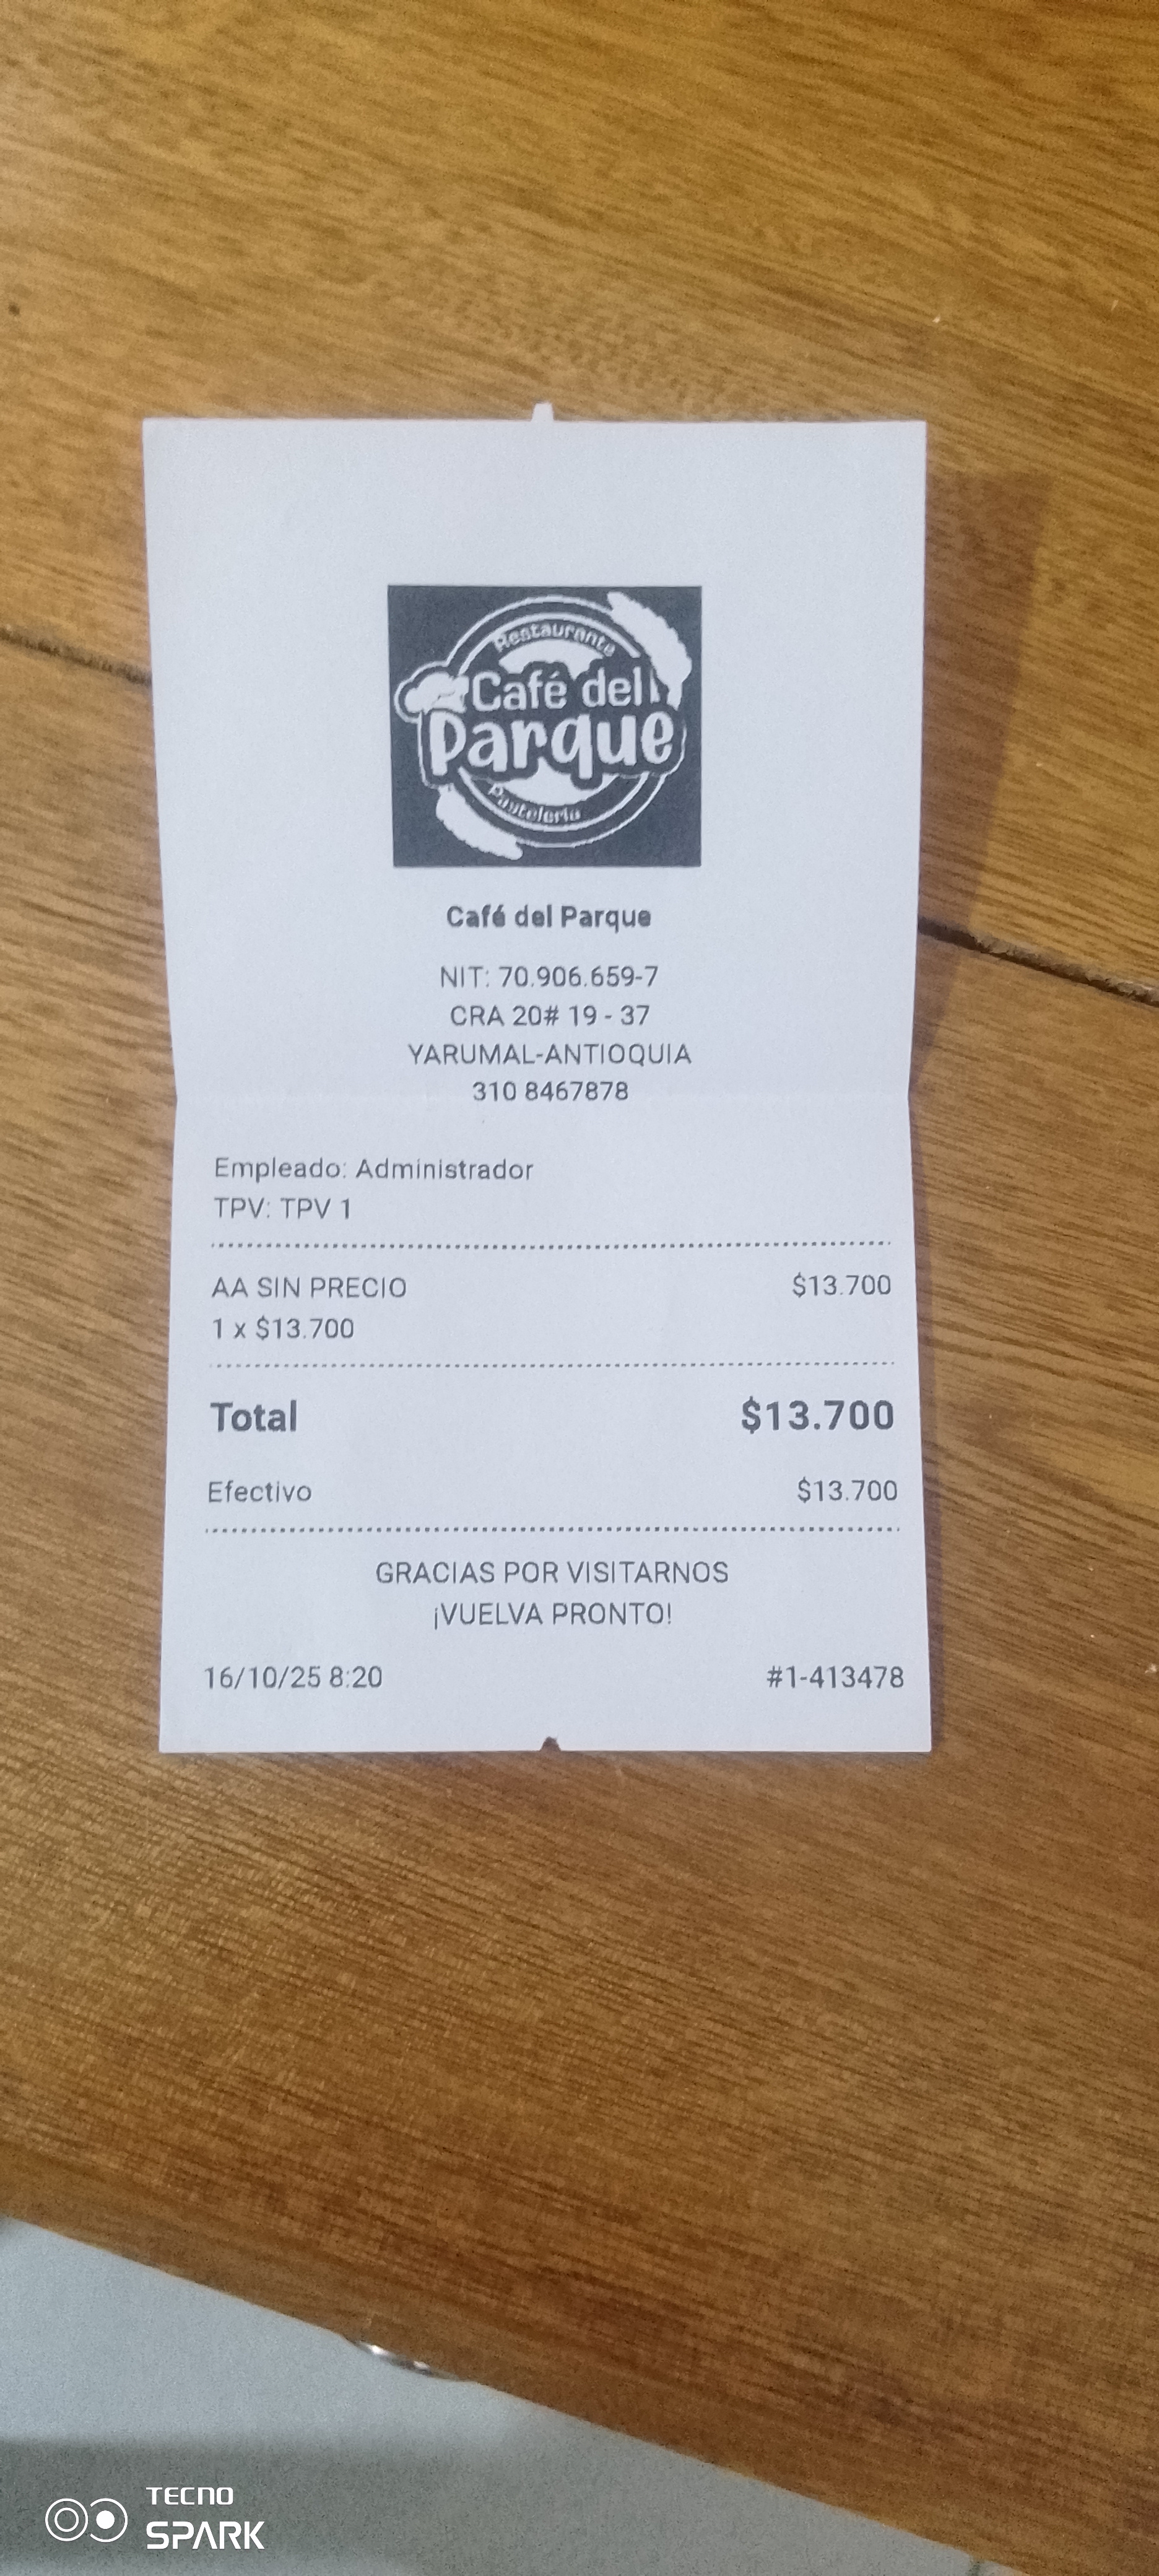 Restaurante
Café del
Parque
Pastelería
Café del Parque
NIT: 70.906.659-7
CRA 20# 19 - 37
YARUMAL-ANTIOQUIA
310 8467878
Empleado: Administrador
TPV: TPV 1
AA SIN PRECIO $13.700
1 x $13.700
Total $13.700
Efectivo $13.700
GRACIAS POR VISITARNOS
¡VUELVA PRONTO!
16/10/25 8:20 #1-413478
TECNO
SPARK